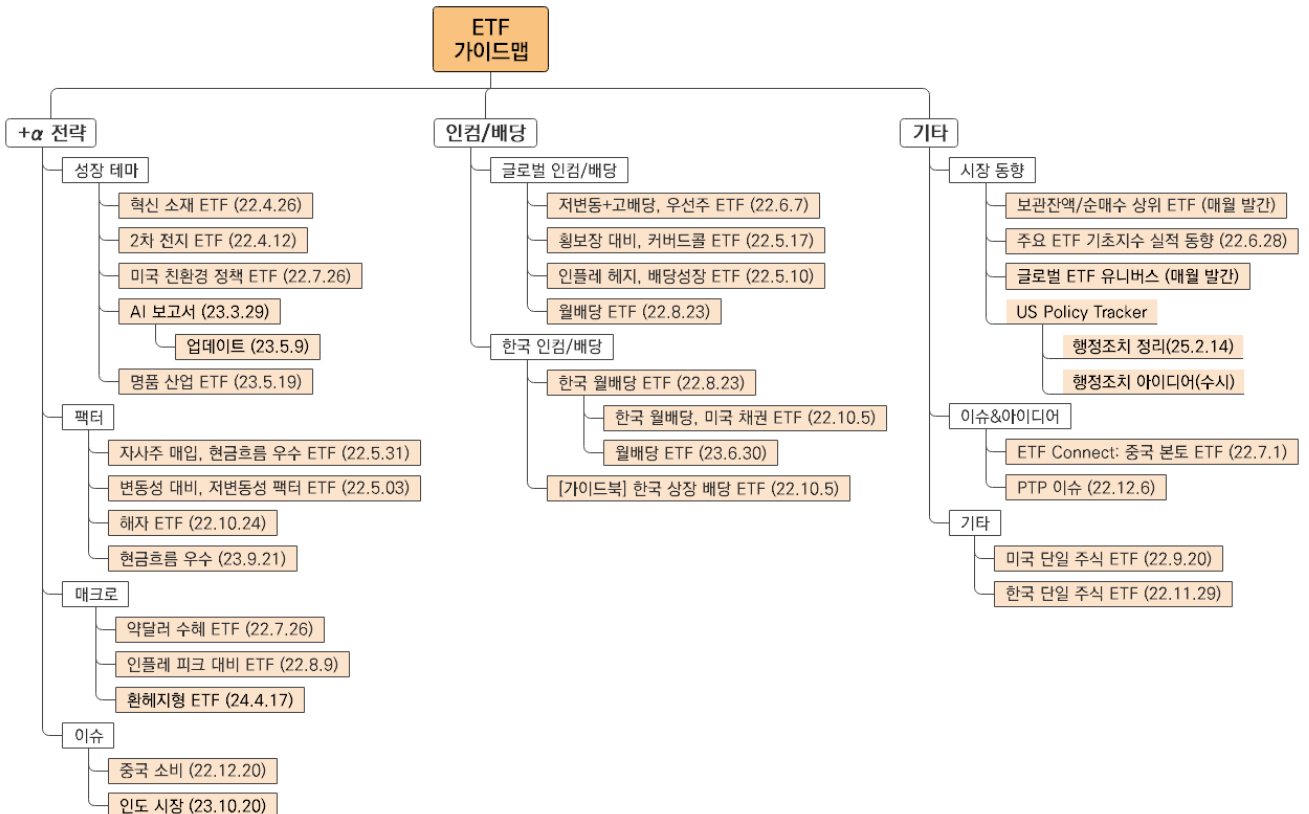 ETF
가이드맵
+α 전략
성장 테마
혁신 소재 ETF (22.4.26)
2차 전지 ETF (22.4.12)
미국 친환경 정책 ETF (22.7.26)
AI 보고서 (23.3.29)
업데이트 (23.5.9)
명품 산업 ETF (23.5.19)
팩터
자사주 매입, 현금흐름 우수 ETF (22.5.31)
변동성 대비, 저변동성 팩터 ETF (22.5.03)
해자 ETF (22.10.24)
현금흐름 우수 (23.9.21)
매크로
약달러 수혜 ETF (22.7.26)
인플레 피크 대비 ETF (22.8.9)
환헤지형 ETF (24.4.17)
이슈
중국 소비 (22.12.20)
인도 시장 (23.10.20)
인컴/배당
글로벌 인컴/배당
저변동+고배당, 우선주 ETF (22.6.7)
횡보장 대비, 커버드콜 ETF (22.5.17)
인플레 헤지, 배당성장 ETF (22.5.10)
월배당 ETF (22.8.23)
한국 인컴/배당
한국 월배당 ETF (22.8.23)
한국 월배당, 미국 채권 ETF (22.10.5)
월배당 ETF (23.6.30)
[가이드북] 한국 상장 배당 ETF (22.10.5)
기타
시장 동향
보관잔액/순매수 상위 ETF (매월 발간)
주요 ETF 기초지수 실적 동향 (22.6.28)
글로벌 ETF 유니버스 (매월 발간)
US Policy Tracker
행정조치 정리(25.2.14)
행정조치 아이디어(수시)
이슈&아이디어
ETF Connect: 중국 본토 ETF (22.7.1)
PTP 이슈 (22.12.6)
기타
미국 단일 주식 ETF (22.9.20)
한국 단일 주식 ETF (22.11.29)